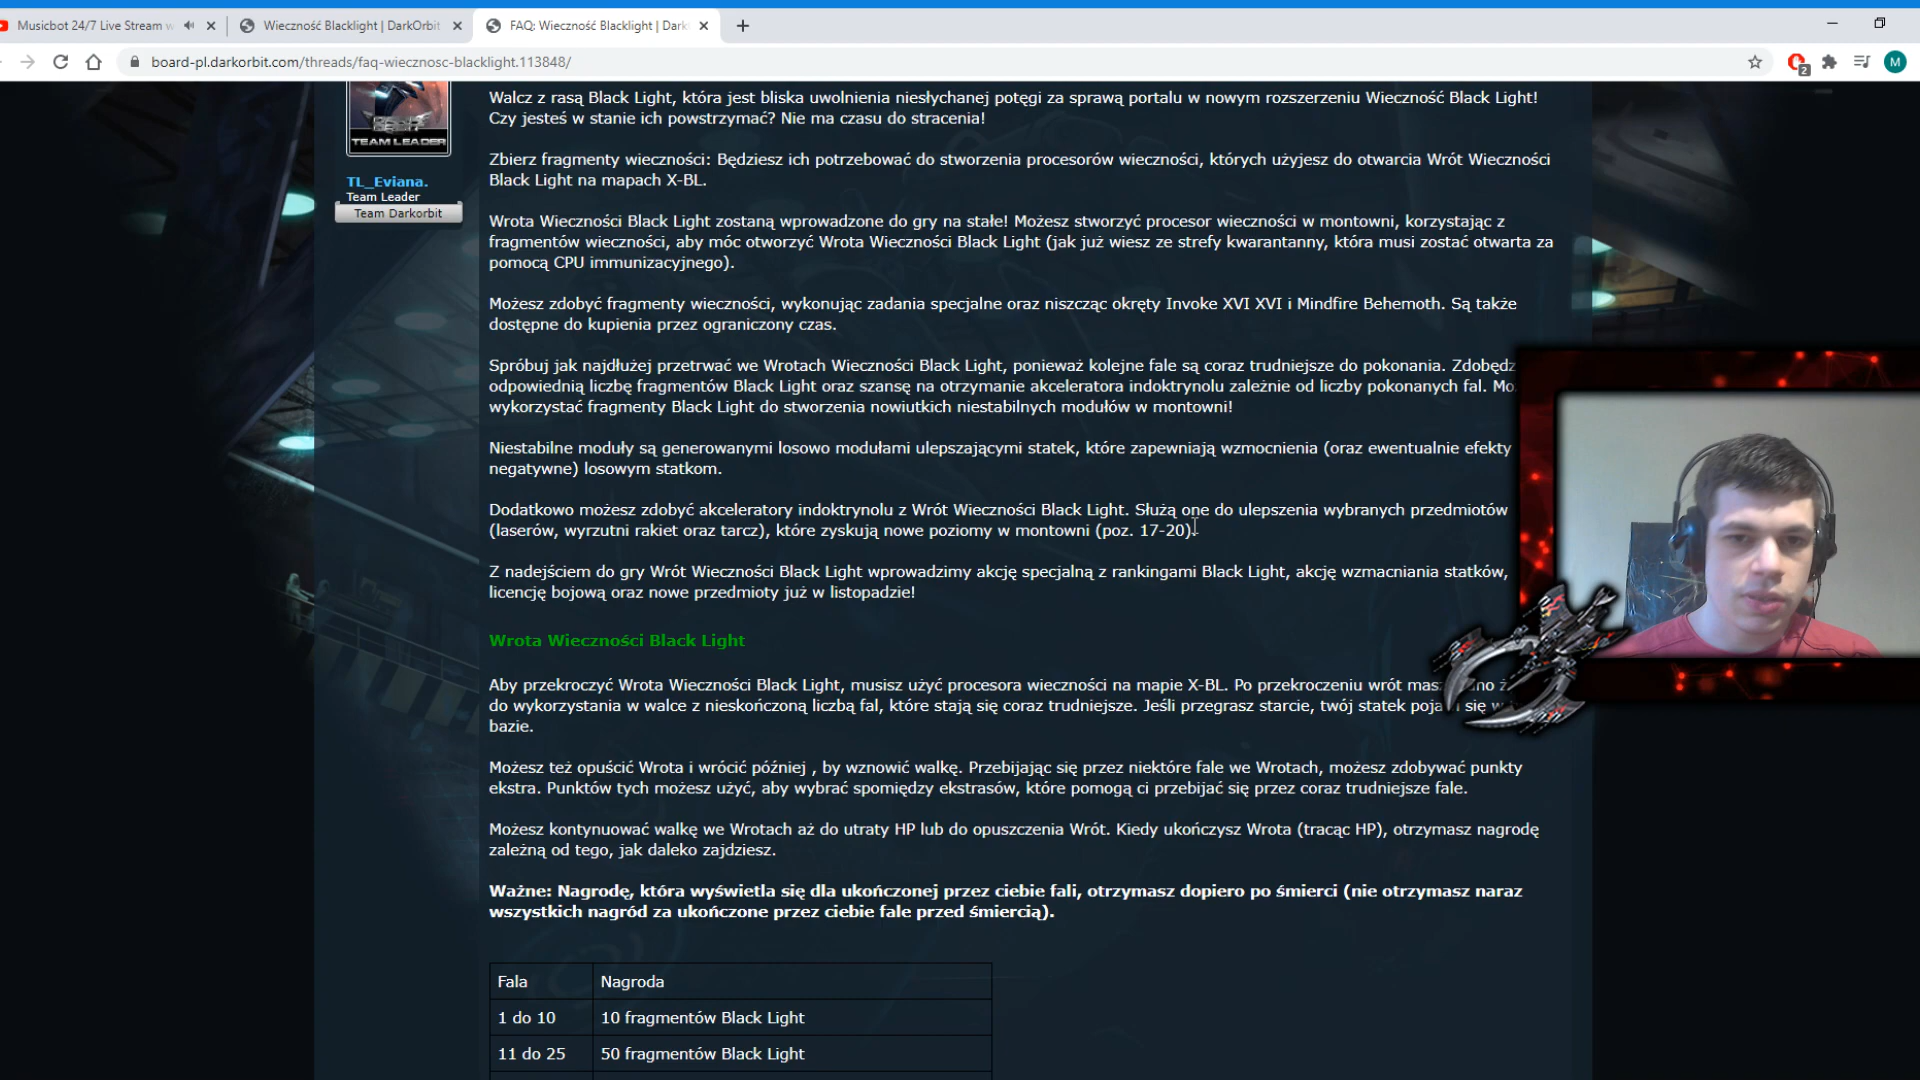 Musicbot 24/7 Live Stream w
Wieczność Blacklight | DarkOrbit
FAQ: Wieczność Blacklight | Dark
board-pl.darkorbit.com/threads/faq-wiecznosc-blacklight.113848/
2
M
TEAM LEADER
TL_Eviana.
Team Leader
Team Darkorbit
Walcz z rasą Black Light, która jest bliska uwolnienia niesłychanej potęgi za sprawą portalu w nowym rozszerzeniu Wieczność Black Light!
Czy jesteś w stanie ich powstrzymać? Nie ma czasu do stracenia!
Zbierz fragmenty wieczności: Będziesz ich potrzebować do stworzenia procesorów wieczności, których użyjesz do otwarcia Wrót Wieczności
Black Light na mapach X-BL.
Wrota Wieczności Black Light zostaną wprowadzone do gry na stałe! Możesz stworzyć procesor wieczności w montowni, korzystając z
fragmentów wieczności, aby móc otworzyć Wrota Wieczności Black Light (jak już wiesz ze strefy kwarantanny, która musi zostać otwarta za
pomocą CPU immunizacyjnego).
Możesz zdobyć fragmenty wieczności, wykonując zadania specjalne oraz niszcząc okręty Invoke XVI XVI i Mindfire Behemoth. Są także
dostępne do kupienia przez ograniczony czas.
Spróbuj jak najdłużej przetrwać we Wrotach Wieczności Black Light, ponieważ kolejne fale są coraz trudniejsze do pokonania. Zdobędz
odpowiednią liczbę fragmentów Black Light oraz szansę na otrzymanie akceleratora indoktrynolu zależnie od liczby pokonanych fal. Mo
wykorzystać fragmenty Black Light do stworzenia nowiutkich niestabilnych modułów w montowni!
Niestabilne moduły są generowanymi losowo modułami ulepszającymi statek, które zapewniają wzmocnienia (oraz ewentualnie efekty
negatywne) losowym statkom.
Dodatkowo możesz zdobyć akceleratory indoktrynolu z Wrót Wieczności Black Light. Służą one do ulepszenia wybranych przedmiotów
(laserów, wyrzutni rakiet oraz tarcz), które zyskują nowe poziomy w montowni (poz. 17-20).
Z nadejściem do gry Wrót Wieczności Black Light wprowadzimy akcję specjalną z rankingami Black Light, akcję wzmacniania statków,
licencję bojową oraz nowe przedmioty już w listopadzie!
Wrota Wieczności Black Light
Aby przekroczyć Wrota Wieczności Black Light, musisz użyć procesora wieczności na mapie X-BL. Po przekroczeniu wrót masz
do wykorzystania w walce z nieskończoną liczbą fal, które stają się coraz trudniejsze. Jeśli przegrasz starcie, twój statek się w
bazie.
Możesz też opuścić Wrota i wrócić później , by wznowić walkę. Przebijając się przez niektóre fale we Wrotach, możesz zdobywać punkty
ekstra. Punktów tych możesz użyć, aby wybrać spomiędzy ekstrasów, które pomogą ci przebijać się przez coraz trudniejsze fale.
Możesz kontynuować walkę we Wrotach aż do utraty HP lub do opuszczenia Wrót. Kiedy ukończysz Wrota (tracąc HP), otrzymasz nagrodę
zależną od tego, jak daleko zajdziesz.
Ważne: Nagrodę, która wyświetla się dla ukończonej przez ciebie fali, otrzymasz dopiero po śmierci (nie otrzymasz naraz
wszystkich nagród za ukończone przez ciebie fale przed śmiercią).
Fala Nagroda
1 do 10 10 fragmentów Black Light
11 do 25 50 fragmentów Black Light